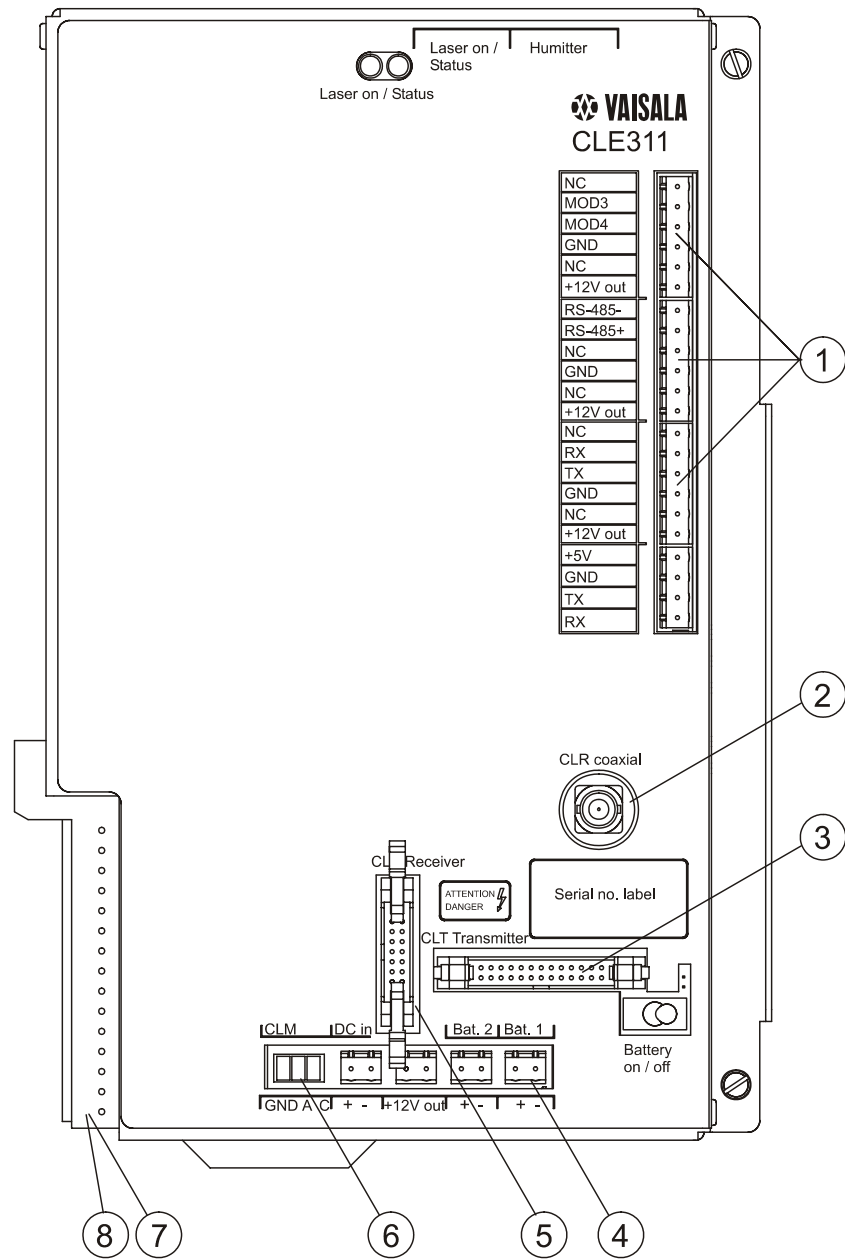 Laser on /
Status
Humitter
Laser on / Status
VAISALA
CLE311
NC
MOD3
MOD4
GND
NC
+12V out
RS-485-
RS-485+
NC
GND
NC
+12V out
NC
RX
TX
GND
NC
+12V out
+5V
GND
TX
RX
1
2
CLR coaxial
3
Receiver
ATTENTION
DANGER
Serial no. label
CLT Transmitter
CLM
DC in
Bat. 2
Bat. 1
Battery
on / off
GND A C
+ -
+12V out
+ -
+ -
8
7
6
5
4